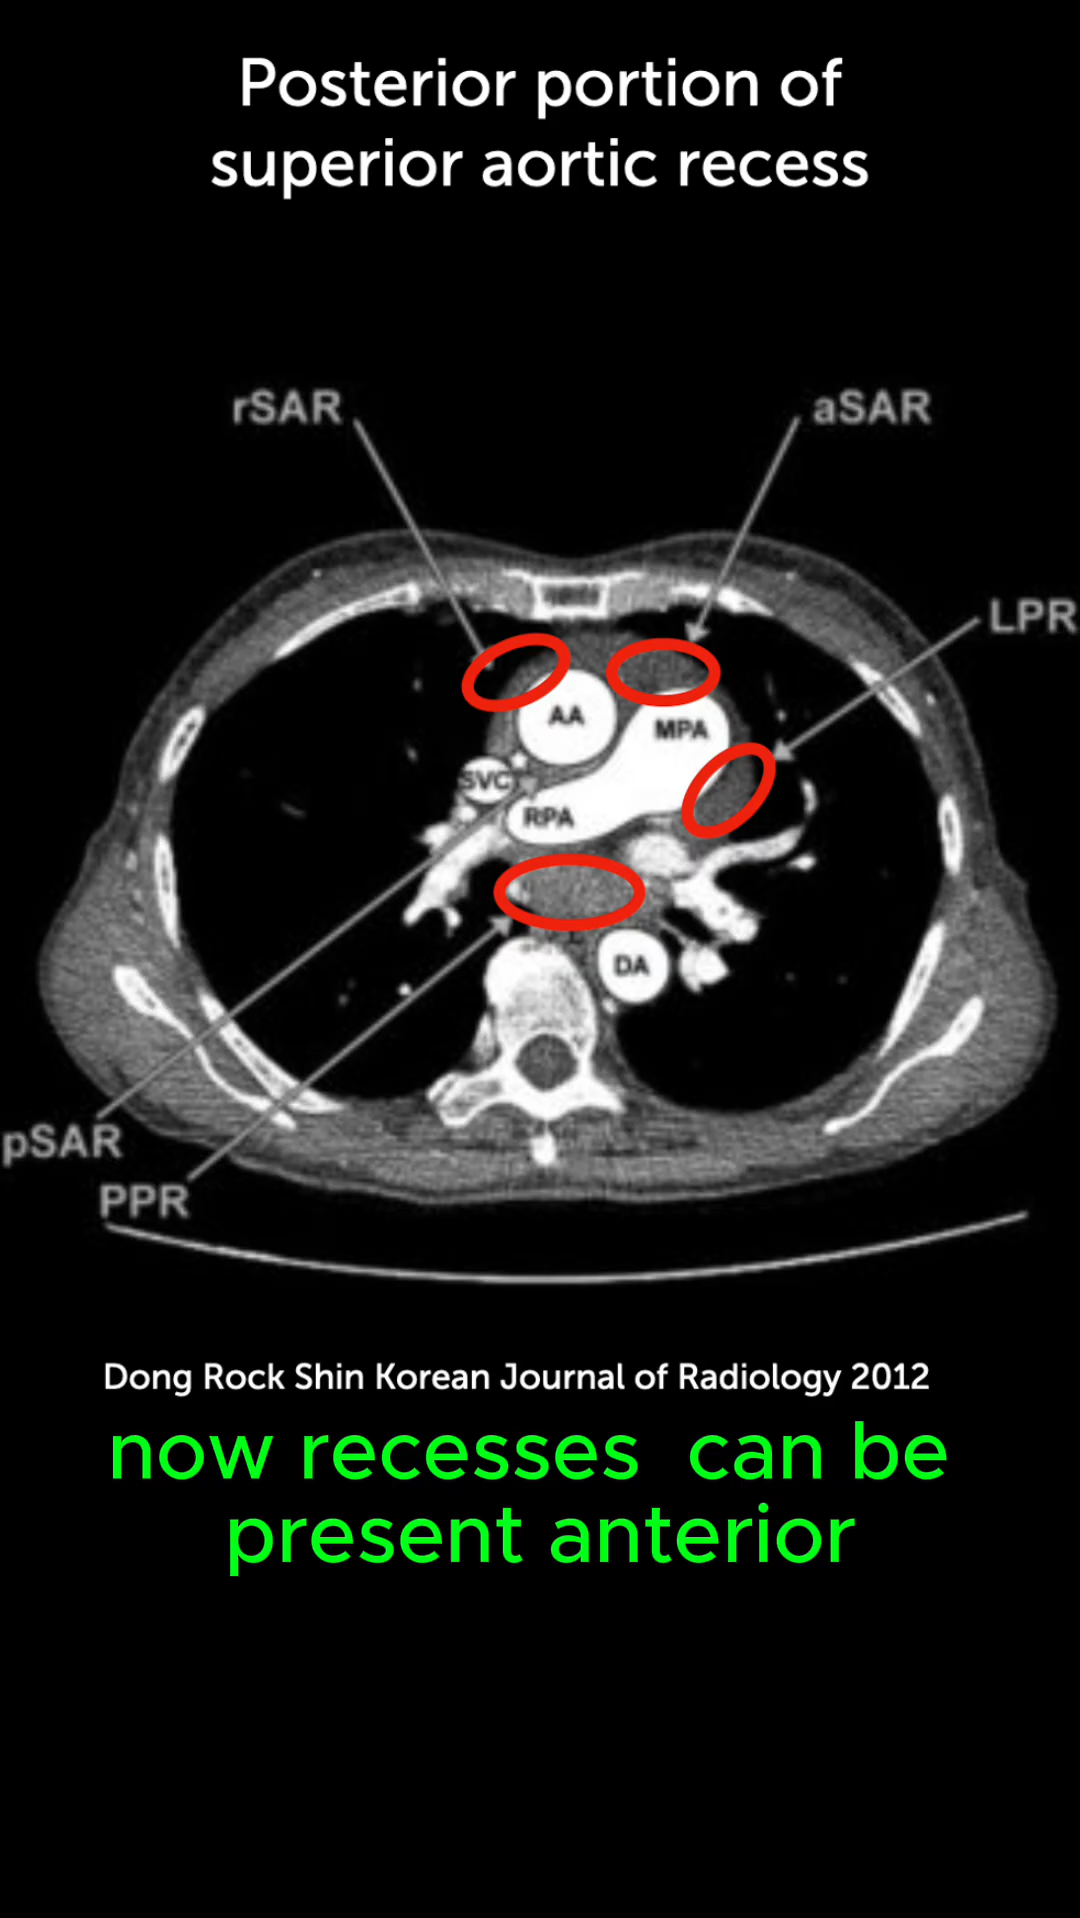 Posterior portion of
superior aortic recess
rSAR
aSAR
LPR
AA
MPA
SVC
RPA
DA
pSAR
PPR
Dong Rock Shin Korean Journal of Radiology 2012
now recesses can be
present anterior